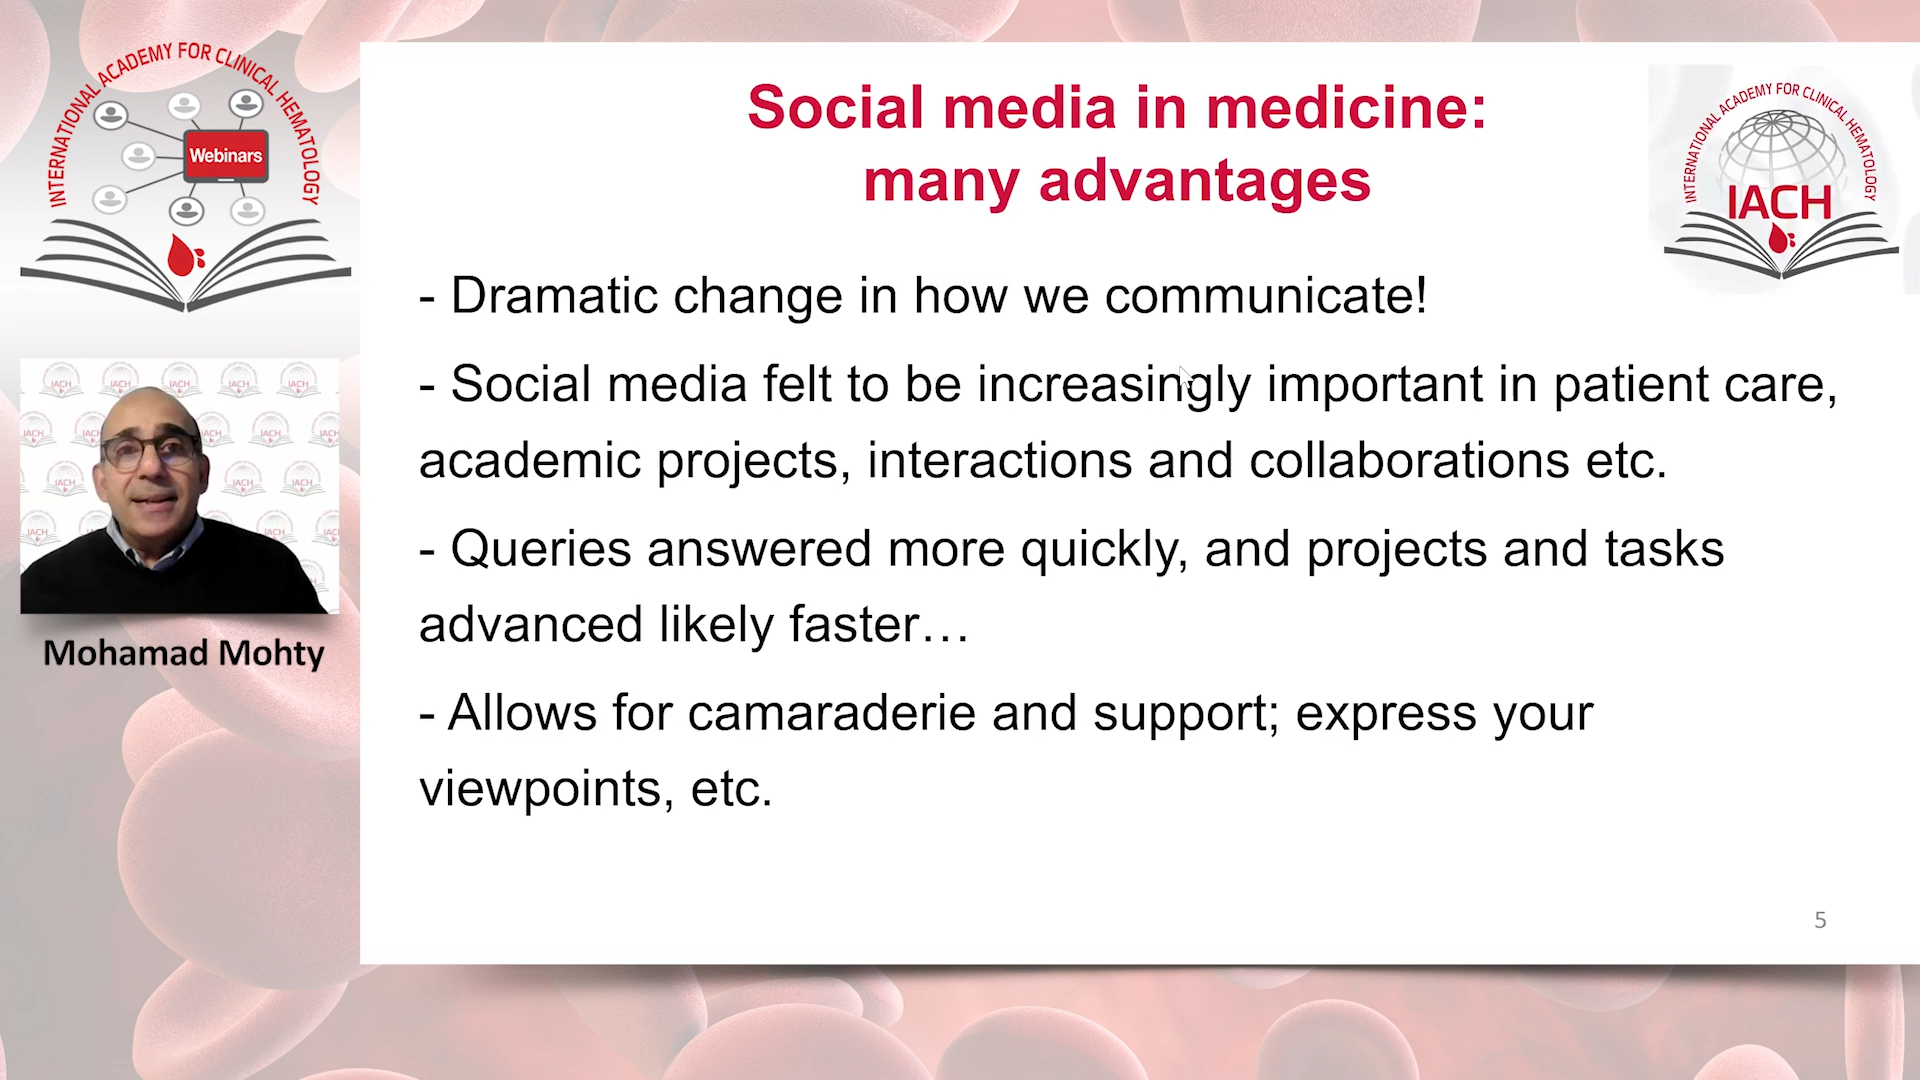 INTERNATIONAL ACADEMY FOR CLINICAL HEMATOLOGY
Webinars
Mohamad Mohty
Social media in medicine:
many advantages
INTERNATIONAL ACADEMY FOR CLINICAL HEMATOLOGY
IACH
- Dramatic change in how we communicate!
- Social media felt to be increasingly important in patient care,
academic projects, interactions and collaborations etc.
- Queries answered more quickly, and projects and tasks
advanced likely faster…
- Allows for camaraderie and support; express your
viewpoints, etc.
5